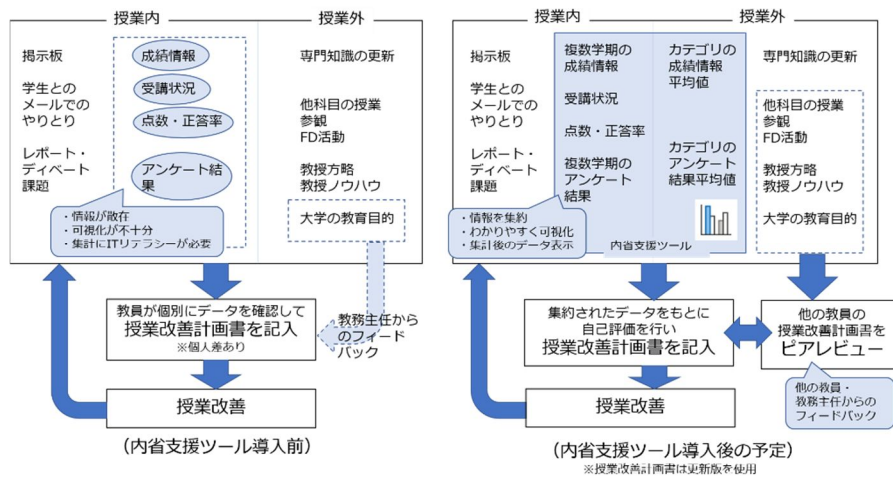 授業内
授業外
掲示板
学生との
メールでの
やりとり
レポート・
ディベート
課題
成績情報
受講状況
点数・正答率
アンケート結
果
・情報が散在
・可視化が不十分
・集計にITリテラシーが必要
専門知識の更新
他科目の授業
参観
FD活動
教授方略
教授ノウハウ
大学の教育目的
教員が個別にデータを確認して
授業改善計画書を記入
※個人差あり
教務主任から
のフィード
バック
授業改善
(内省支援ツール導入前)
授業内
授業外
掲示板
学生との
メールでの
やりとり
レポート・
ディベート
課題
複数学期の
成績情報
受講状況
点数・正答率
複数学期の
アンケート
結果
カテゴリの
成績情報
平均値
カテゴリの
アンケート
結果平均値
内省支援ツール
・情報を集約
・わかりやすく可視化
・集計後のデータ表示
専門知識の更新
他科目の授業
参観
FD活動
教授方略
教授ノウハウ
大学の教育目的
集約されたデータをもとに
自己評価を行い
授業改善計画書を記入
他の教員の
授業改善計画書を
ピアレビュー
他の教員・
教務主任からの
フィードバック
授業改善
(内省支援ツール導入後の予定)
※授業改善計画書は更新版を使用